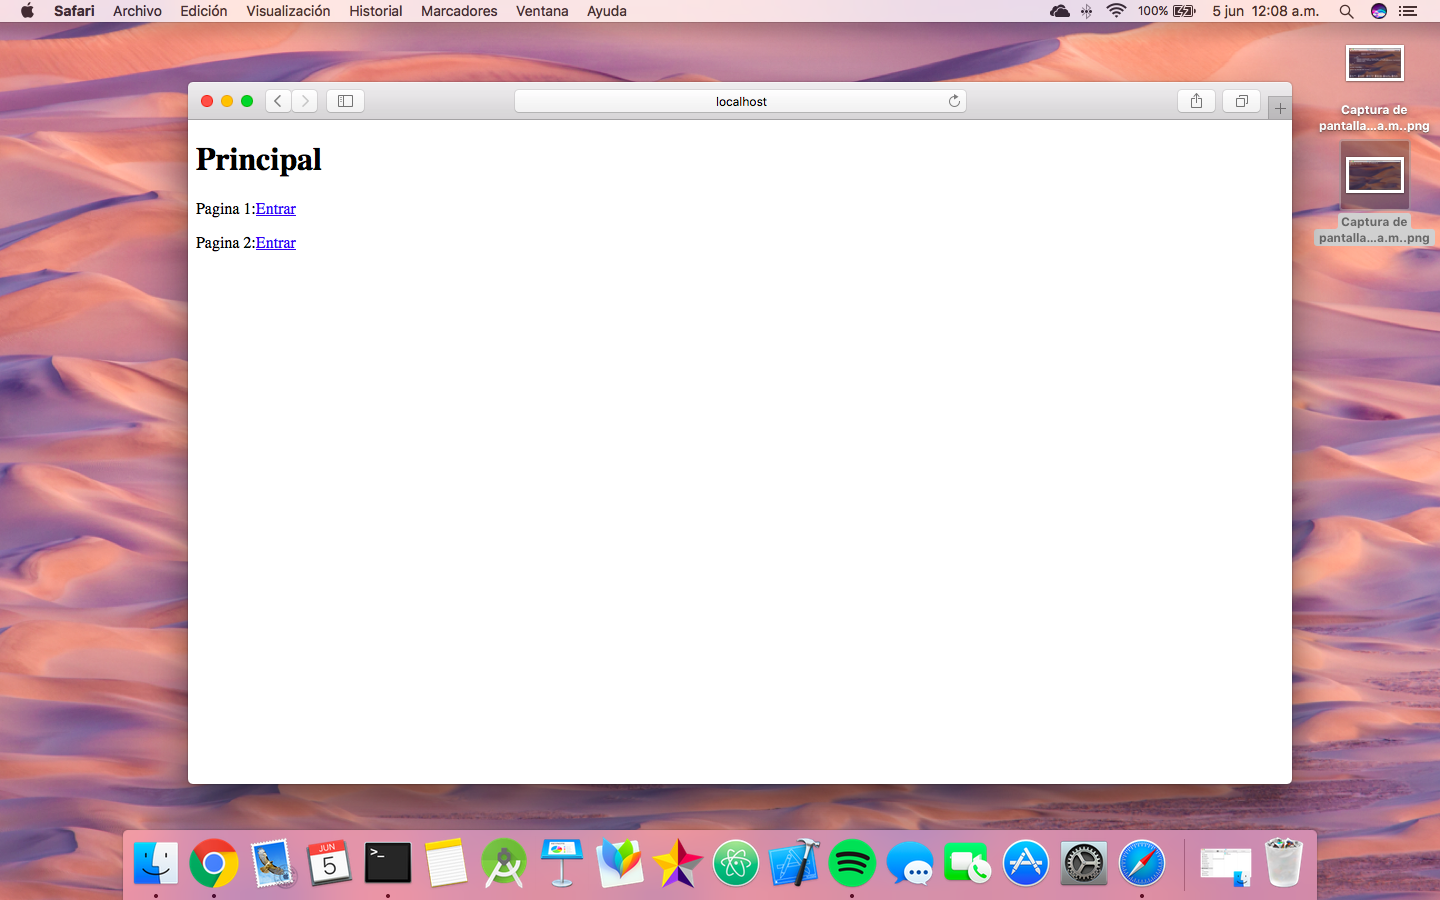 Safari Archivo Edición Visualización Historial Marcadores Ventana Ayuda 100% 5 jun 12:08 a.m.
localhost
Captura de
pantalla...a.m..png
Captura de
pantalla...a.m..png
Principal
Pagina 1:Entrar
Pagina 2:Entrar
JUN
5
>_